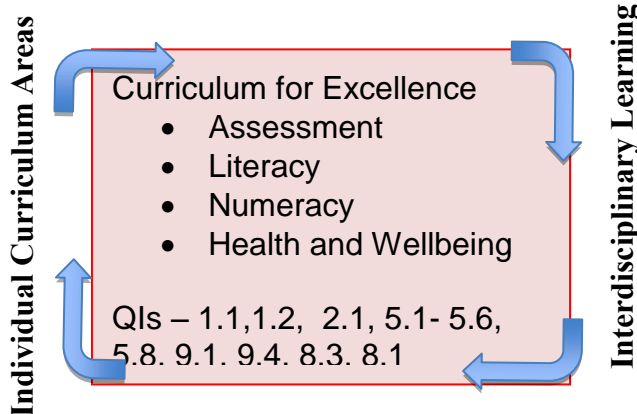 Individual Curriculum Areas
Curriculum for Excellence
• Assessment
• Literacy
• Numeracy
• Health and Wellbeing
QIs – 1.1,1.2, 2.1, 5.1- 5.6,
5.8, 9.1, 9.4, 8.3, 8.1
Interdisciplinary Learning